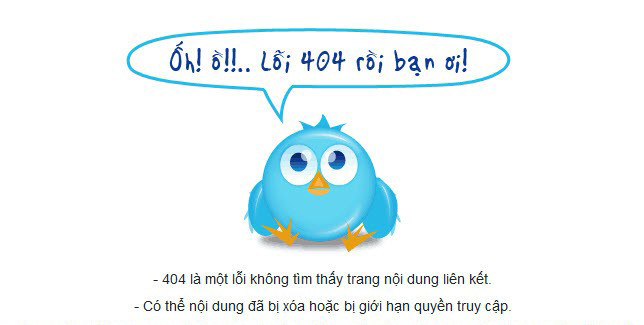 Ốh! ồ!!.. Lỗi 404 rồi bạn ơi!
- 404 là một lỗi không tìm thấy trang nội dung liên kết.
- Có thể nội dung đã bị xóa hoặc bị giới hạn quyền truy cập.